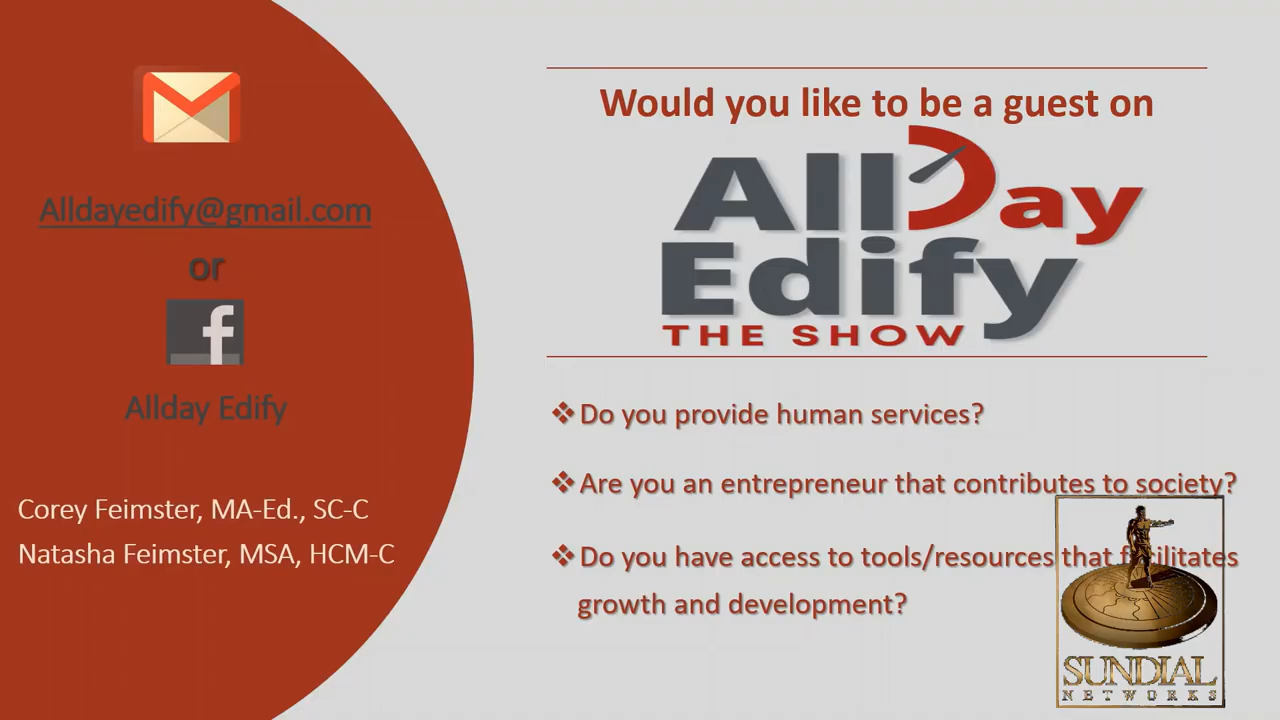 Alldayedify@gmail.com
or
f
Allday Edify
Corey Feimster, MA-Ed., SC-C
Natasha Feimster, MSA, HCM-C
Would you like to be a guest on
All Day
Edify
THE SHOW
❖Do you provide human services?
❖Are you an entrepreneur that contributes to society?
❖Do you have access to tools/resources that facilitates
growth and development?
SUNDIAL
NETWORKS